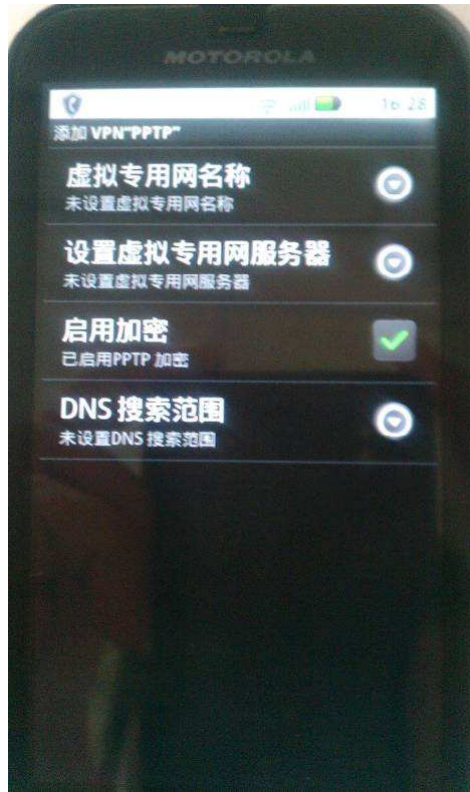 MOTOROLA
16:28
添加 VPN"PPTP"
虚拟专用网名称
未设置虚拟专用网名称
设置虚拟专用网服务器
未设置虚拟专用网服务器
启用加密
已启用PPTP 加密
DNS 搜索范围
未设置DNS 搜索范围